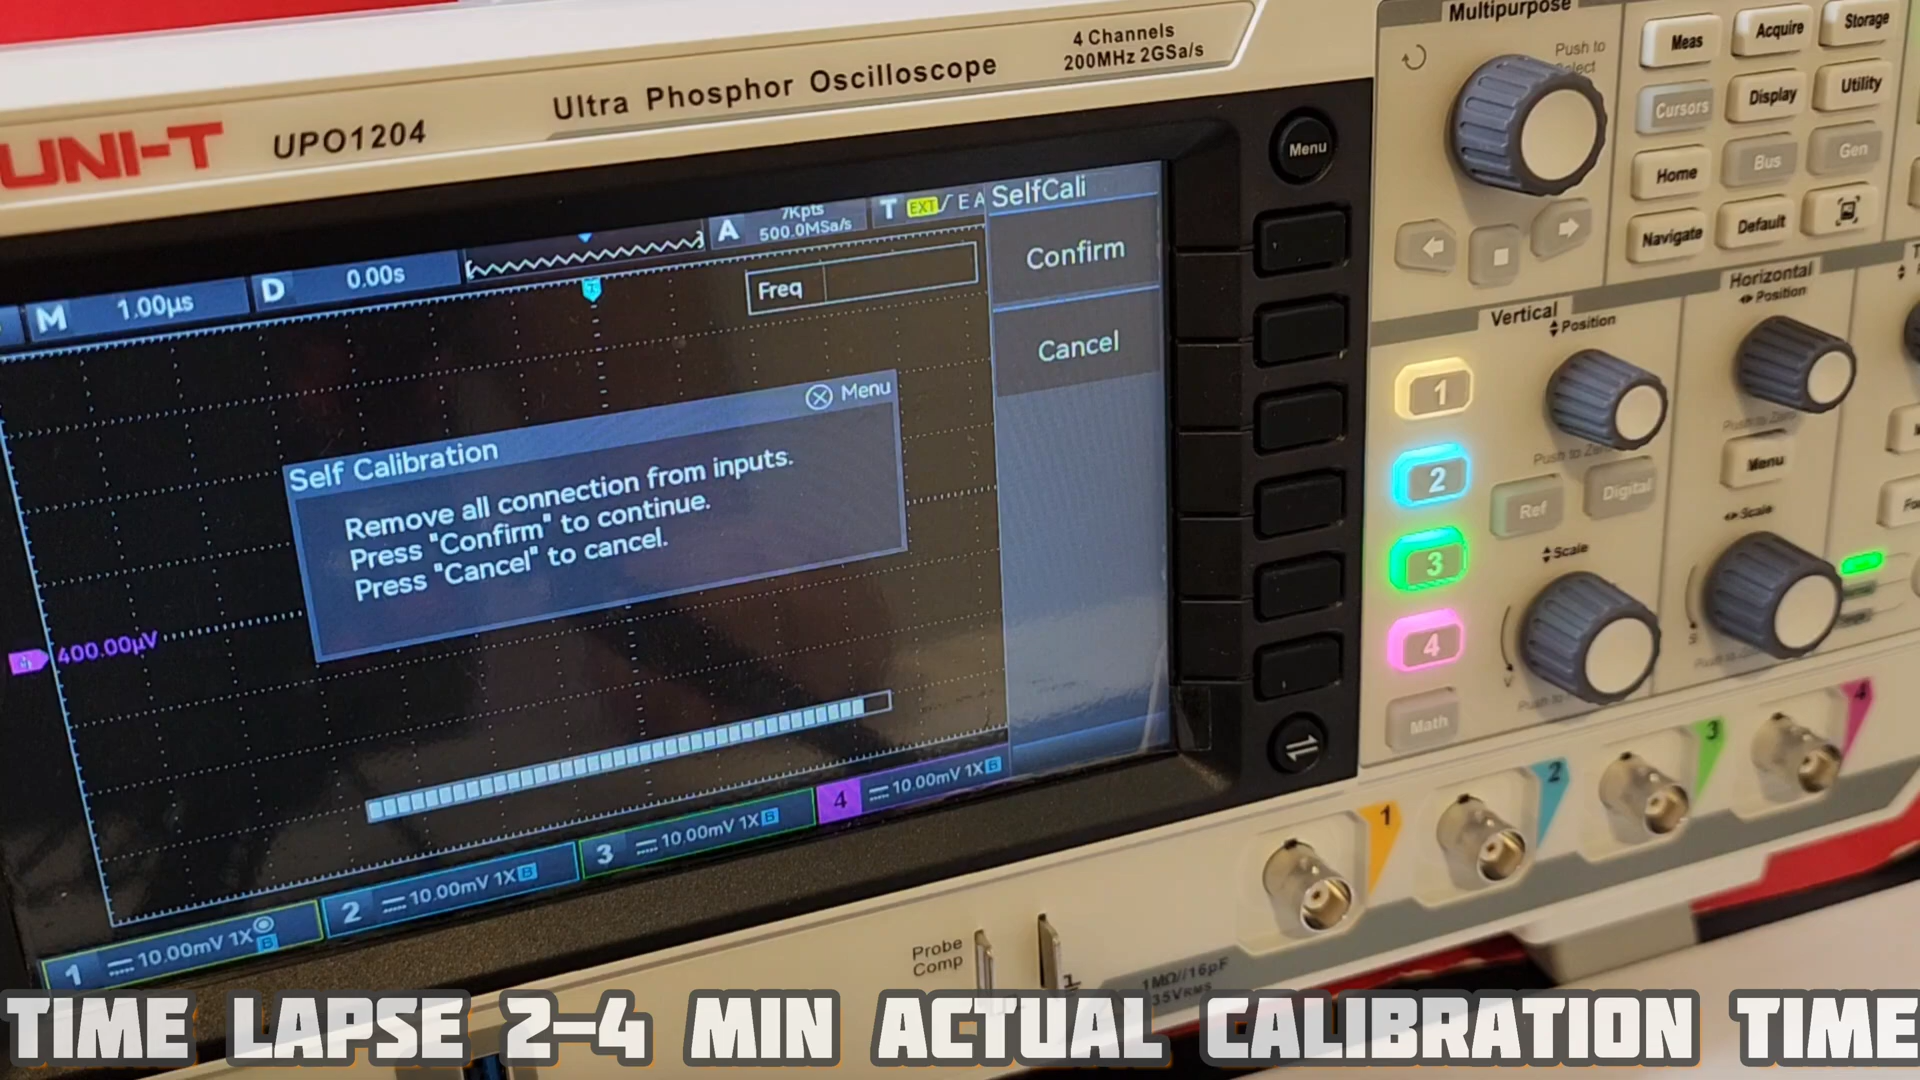 Ultra Phosphor Oscilloscope
4 Channels
200MHz 2GSa/s
UNI-T UPO1204
Multipurpose
Push to
Select
Meas
Acquire
Storage
Cursors
Display
Utility
Home
Bus
Gen
Navigate
Default
Menu
M 1.00µs
D 0.00s
A 7Kpts
500.0MSa/s
T EXT E A
SelfCali
Confirm
Cancel
Freq
Menu
Self Calibration
Remove all connection from inputs.
Press "Confirm" to continue.
Press "Cancel" to cancel.
400.00µV
1 10.00mV 1X B
2 10.00mV 1X B
3 10.00mV 1X B
4 10.00mV 1X B
Vertical
Position
1
2
3
4
Ref
Digital
Scale
Math
Horizontal
Position
Menu
Scale
1
2
3
4
Probe
Comp
1MΩ//16pF
TIME LAPSE 2-4 MIN ACTUAL CALIBRATION TIME